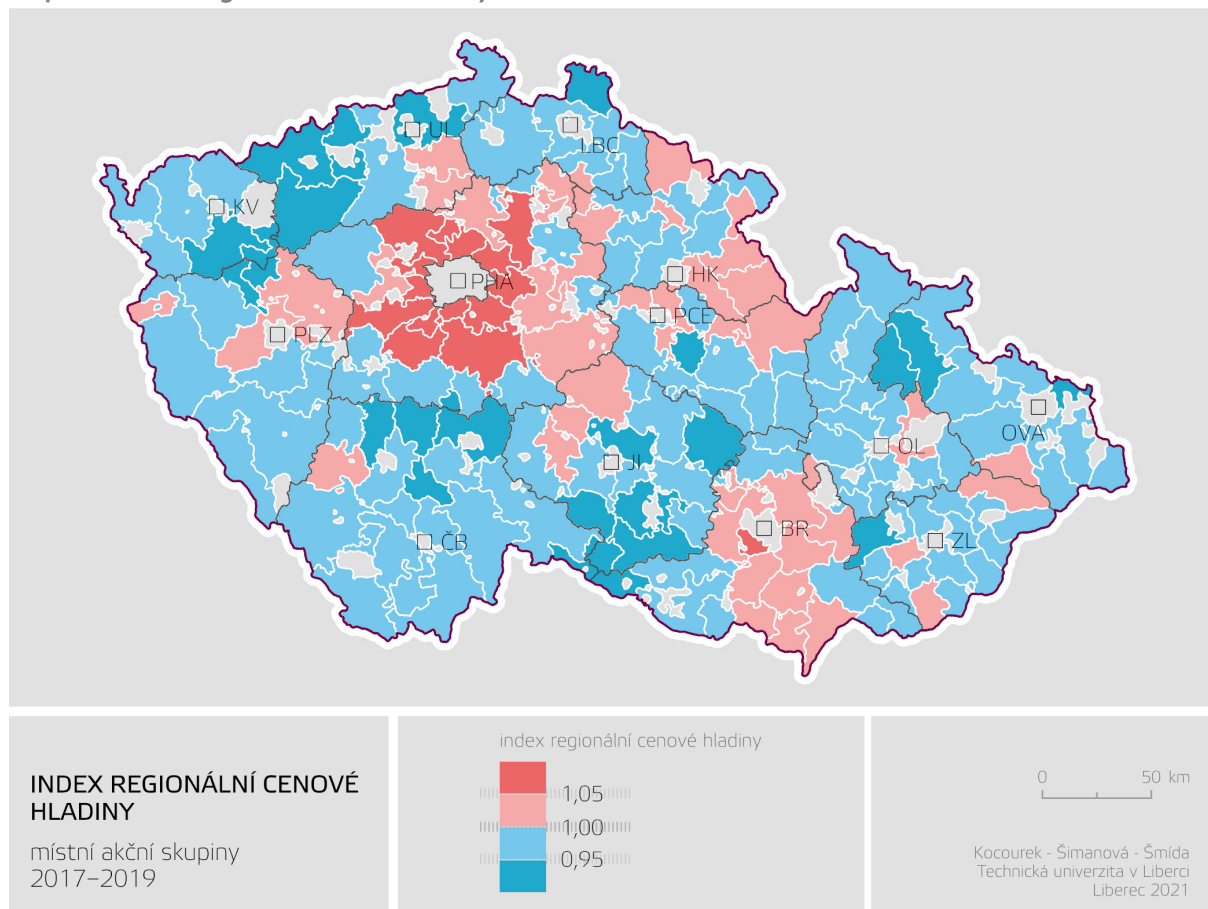 UL
LBC
KV
PHA
HK
PCE
PLZ
OVA
OL
JI
BR
ZL
ČB
INDEX REGIONÁLNÍ CENOVÉ
HLADINY
místní akční skupiny
2017–2019
index regionální cenové hladiny
1,05
1,00
0,95
0 50 km
Kocourek - Šimanová - Šmída
Technická univerzita v Liberci
Liberec 2021